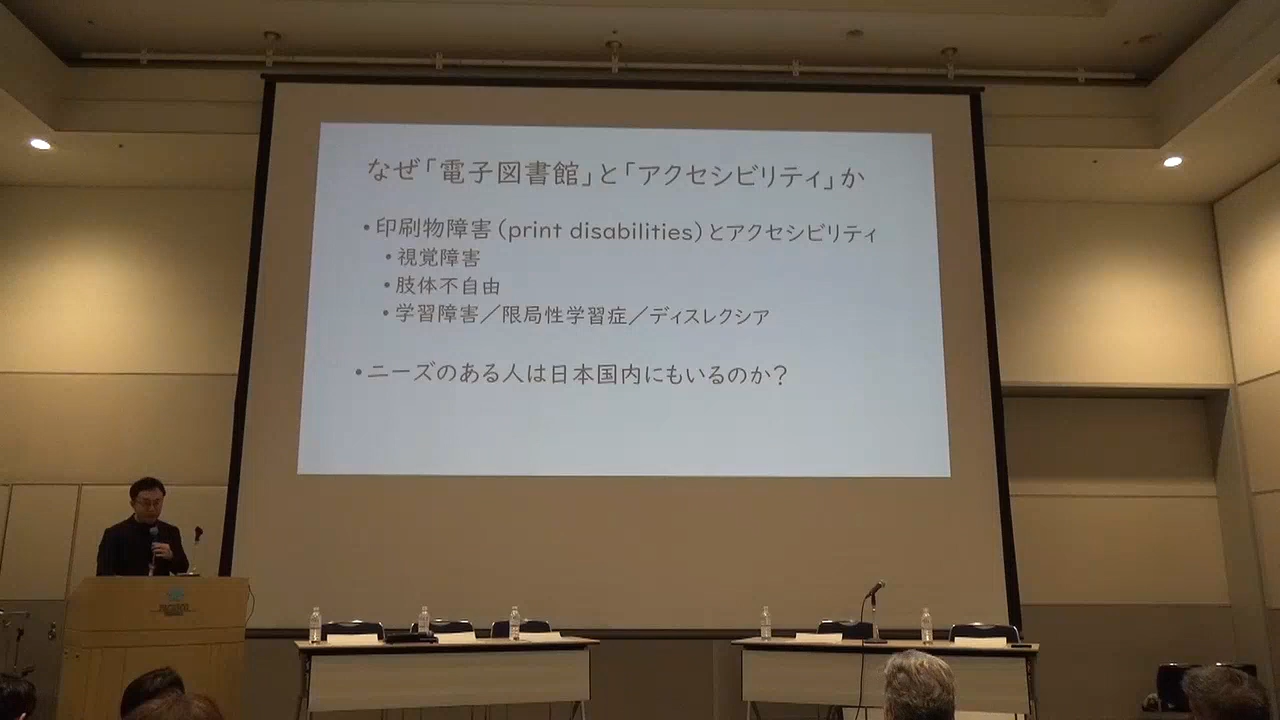 なぜ「電子図書館」と「アクセシビリティ」か
•印刷物障害(print disabilities)とアクセシビリティ
•視覚障害
•肢体不自由
•学習障害/限局性学習症/ディスレクシア
•ニーズのある人は日本国内にもいるのか?